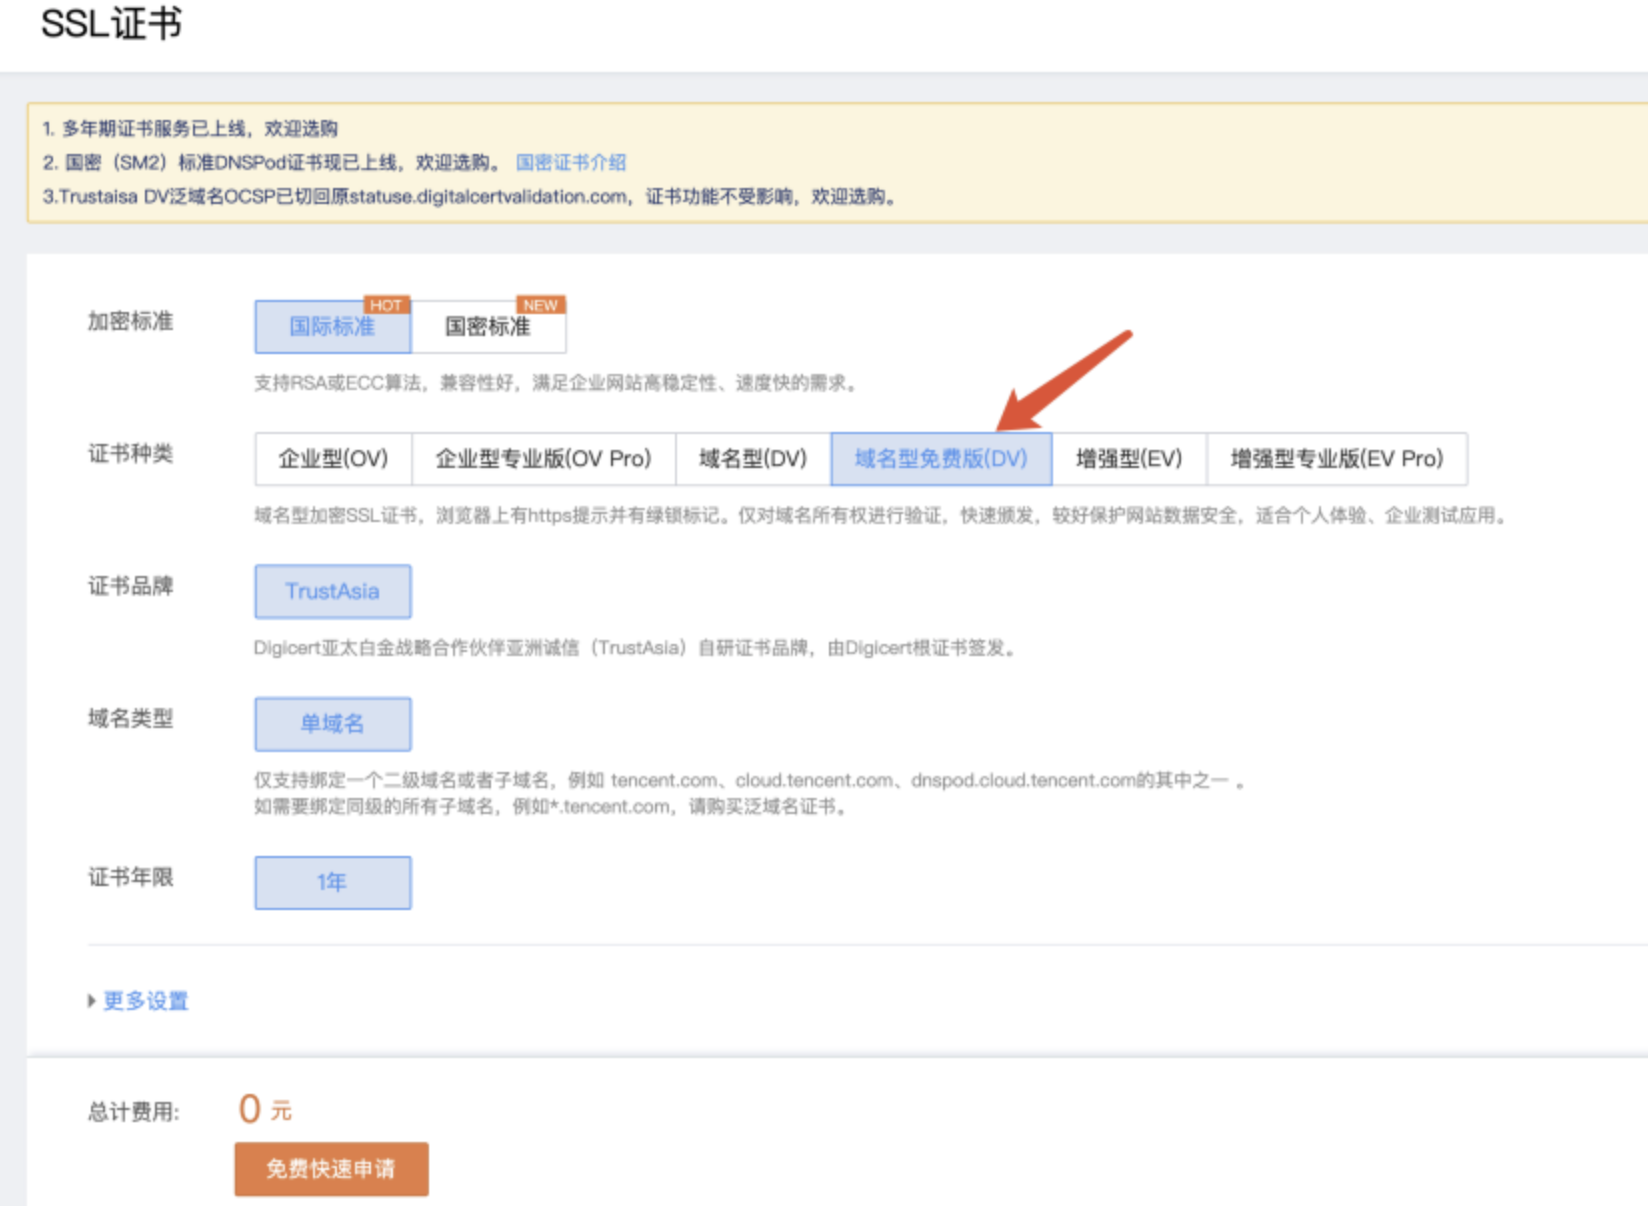 SSL证书
1. 多年期证书服务已上线，欢迎选购
2. 国密（SM2）标准DNSPod证书现已上线，欢迎选购。 国密证书介绍
3.Trustaisa DV泛域名OCSP已切回原statuse.digitalcertvalidation.com，证书功能不受影响，欢迎选购。
加密标准
国际标准 HOT 国密标准 NEW
支持RSA或ECC算法，兼容性好，满足企业网站高稳定性、速度快的需求。
证书种类
企业型(OV) 企业型专业版(OV Pro) 域名型(DV) 域名型免费版(DV) 增强型(EV) 增强型专业版(EV Pro)
域名型加密SSL证书，浏览器上有https提示并有绿锁标记。仅对域名所有权进行验证，快速颁发，较好保护网站数据安全，适合个人体验、企业测试应用。
证书品牌
TrustAsia
Digicert亚太白金战略合作伙伴亚洲诚信（TrustAsia）自研证书品牌，由Digicert根证书签发。
域名类型
单域名
仅支持绑定一个二级域名或者子域名，例如 tencent.com、cloud.tencent.com、dnspod.cloud.tencent.com的其中之一 。
如需要绑定同级的所有子域名，例如*.tencent.com，请购买泛域名证书。
证书年限
1年
更多设置
总计费用: 0 元
免费快速申请